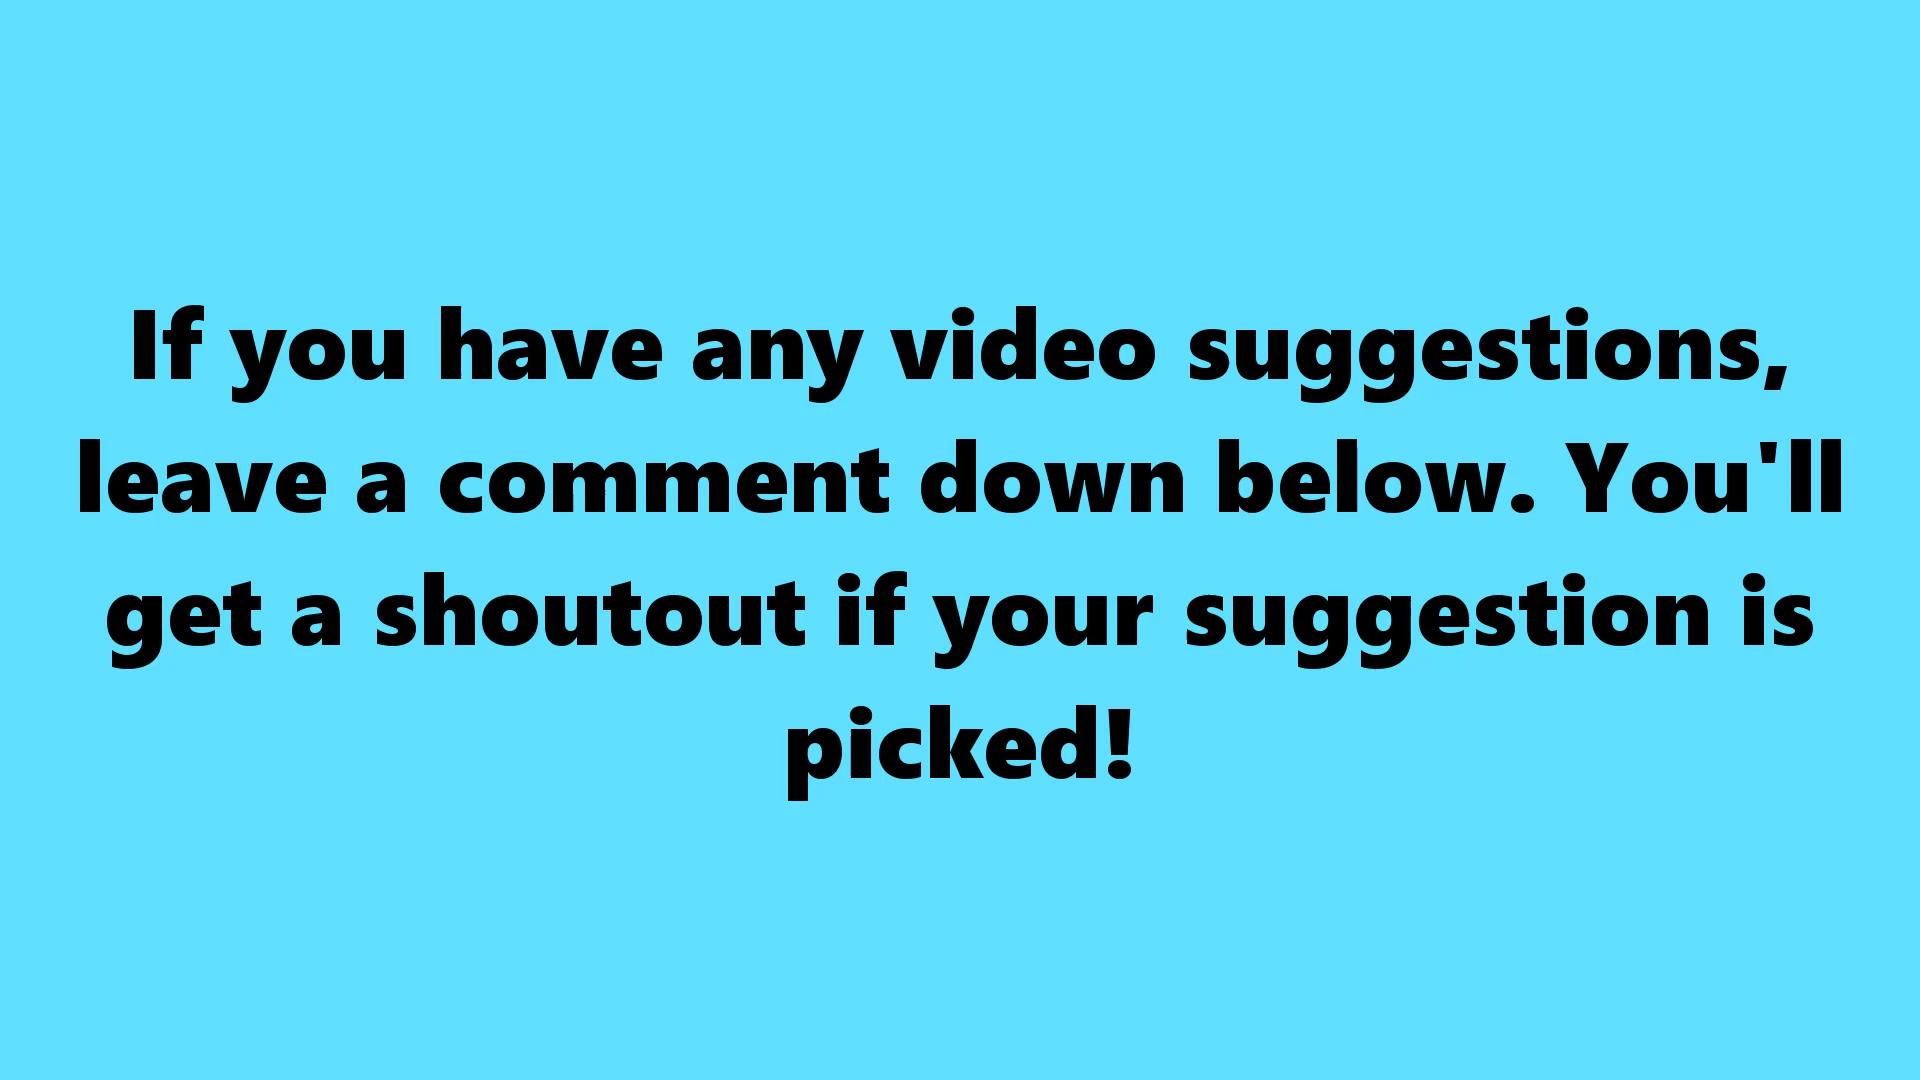 If you have any video suggestions,
leave a comment down below. You'll
get a shoutout if your suggestion is
picked!